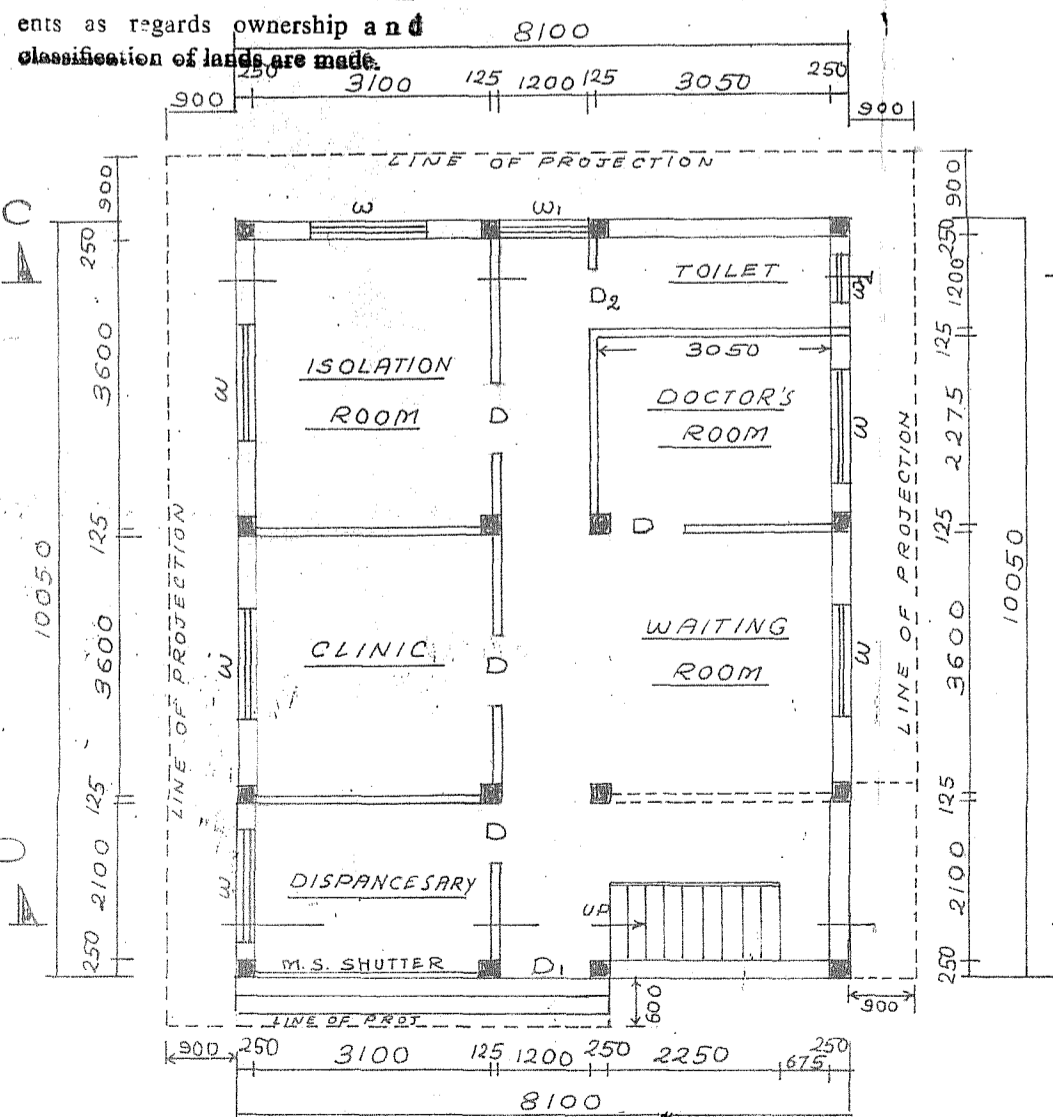 ents as regards ownership and
classification of lands are made.
8100
250 3100 125 1200 125 3050 250
900 900
LINE OF PROJECTION
900 900
C
W W1
250 250
TOILET
1200
D2
W
125
3050
3600
ISOLATION
ROOM
D
DOCTOR'S
ROOM
W W
2275
125 125
D
LINE OF PROJECTION
LINE OF PROJECTION
10050 10050
3600 3600
CLINIC
WAITING
ROOM
W D W
125 125
D
2100 2100
DISPANCESARY
W
UP
250 250
M.S. SHUTTER D1
600
LINE OF PROJ
900
900 250 3100 125 1200 250 2250 675 250
8100